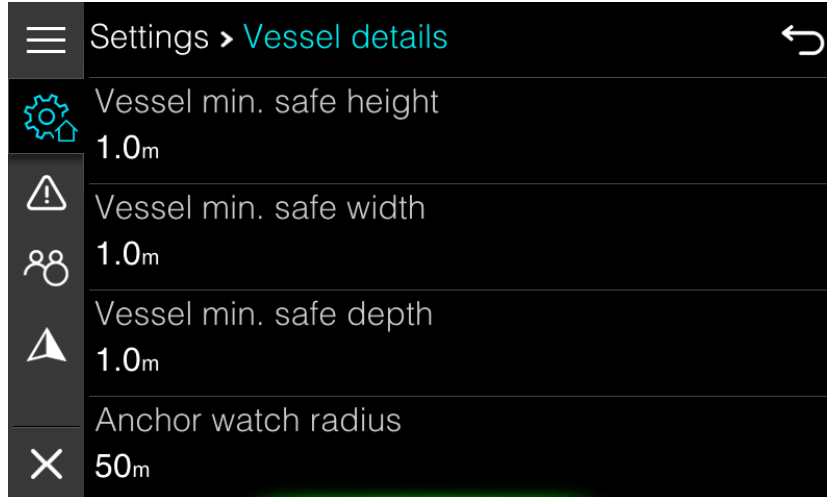 Settings > Vessel details
Vessel min. safe height
1.0m
Vessel min. safe width
1.0m
Vessel min. safe depth
1.0m
Anchor watch radius
50m